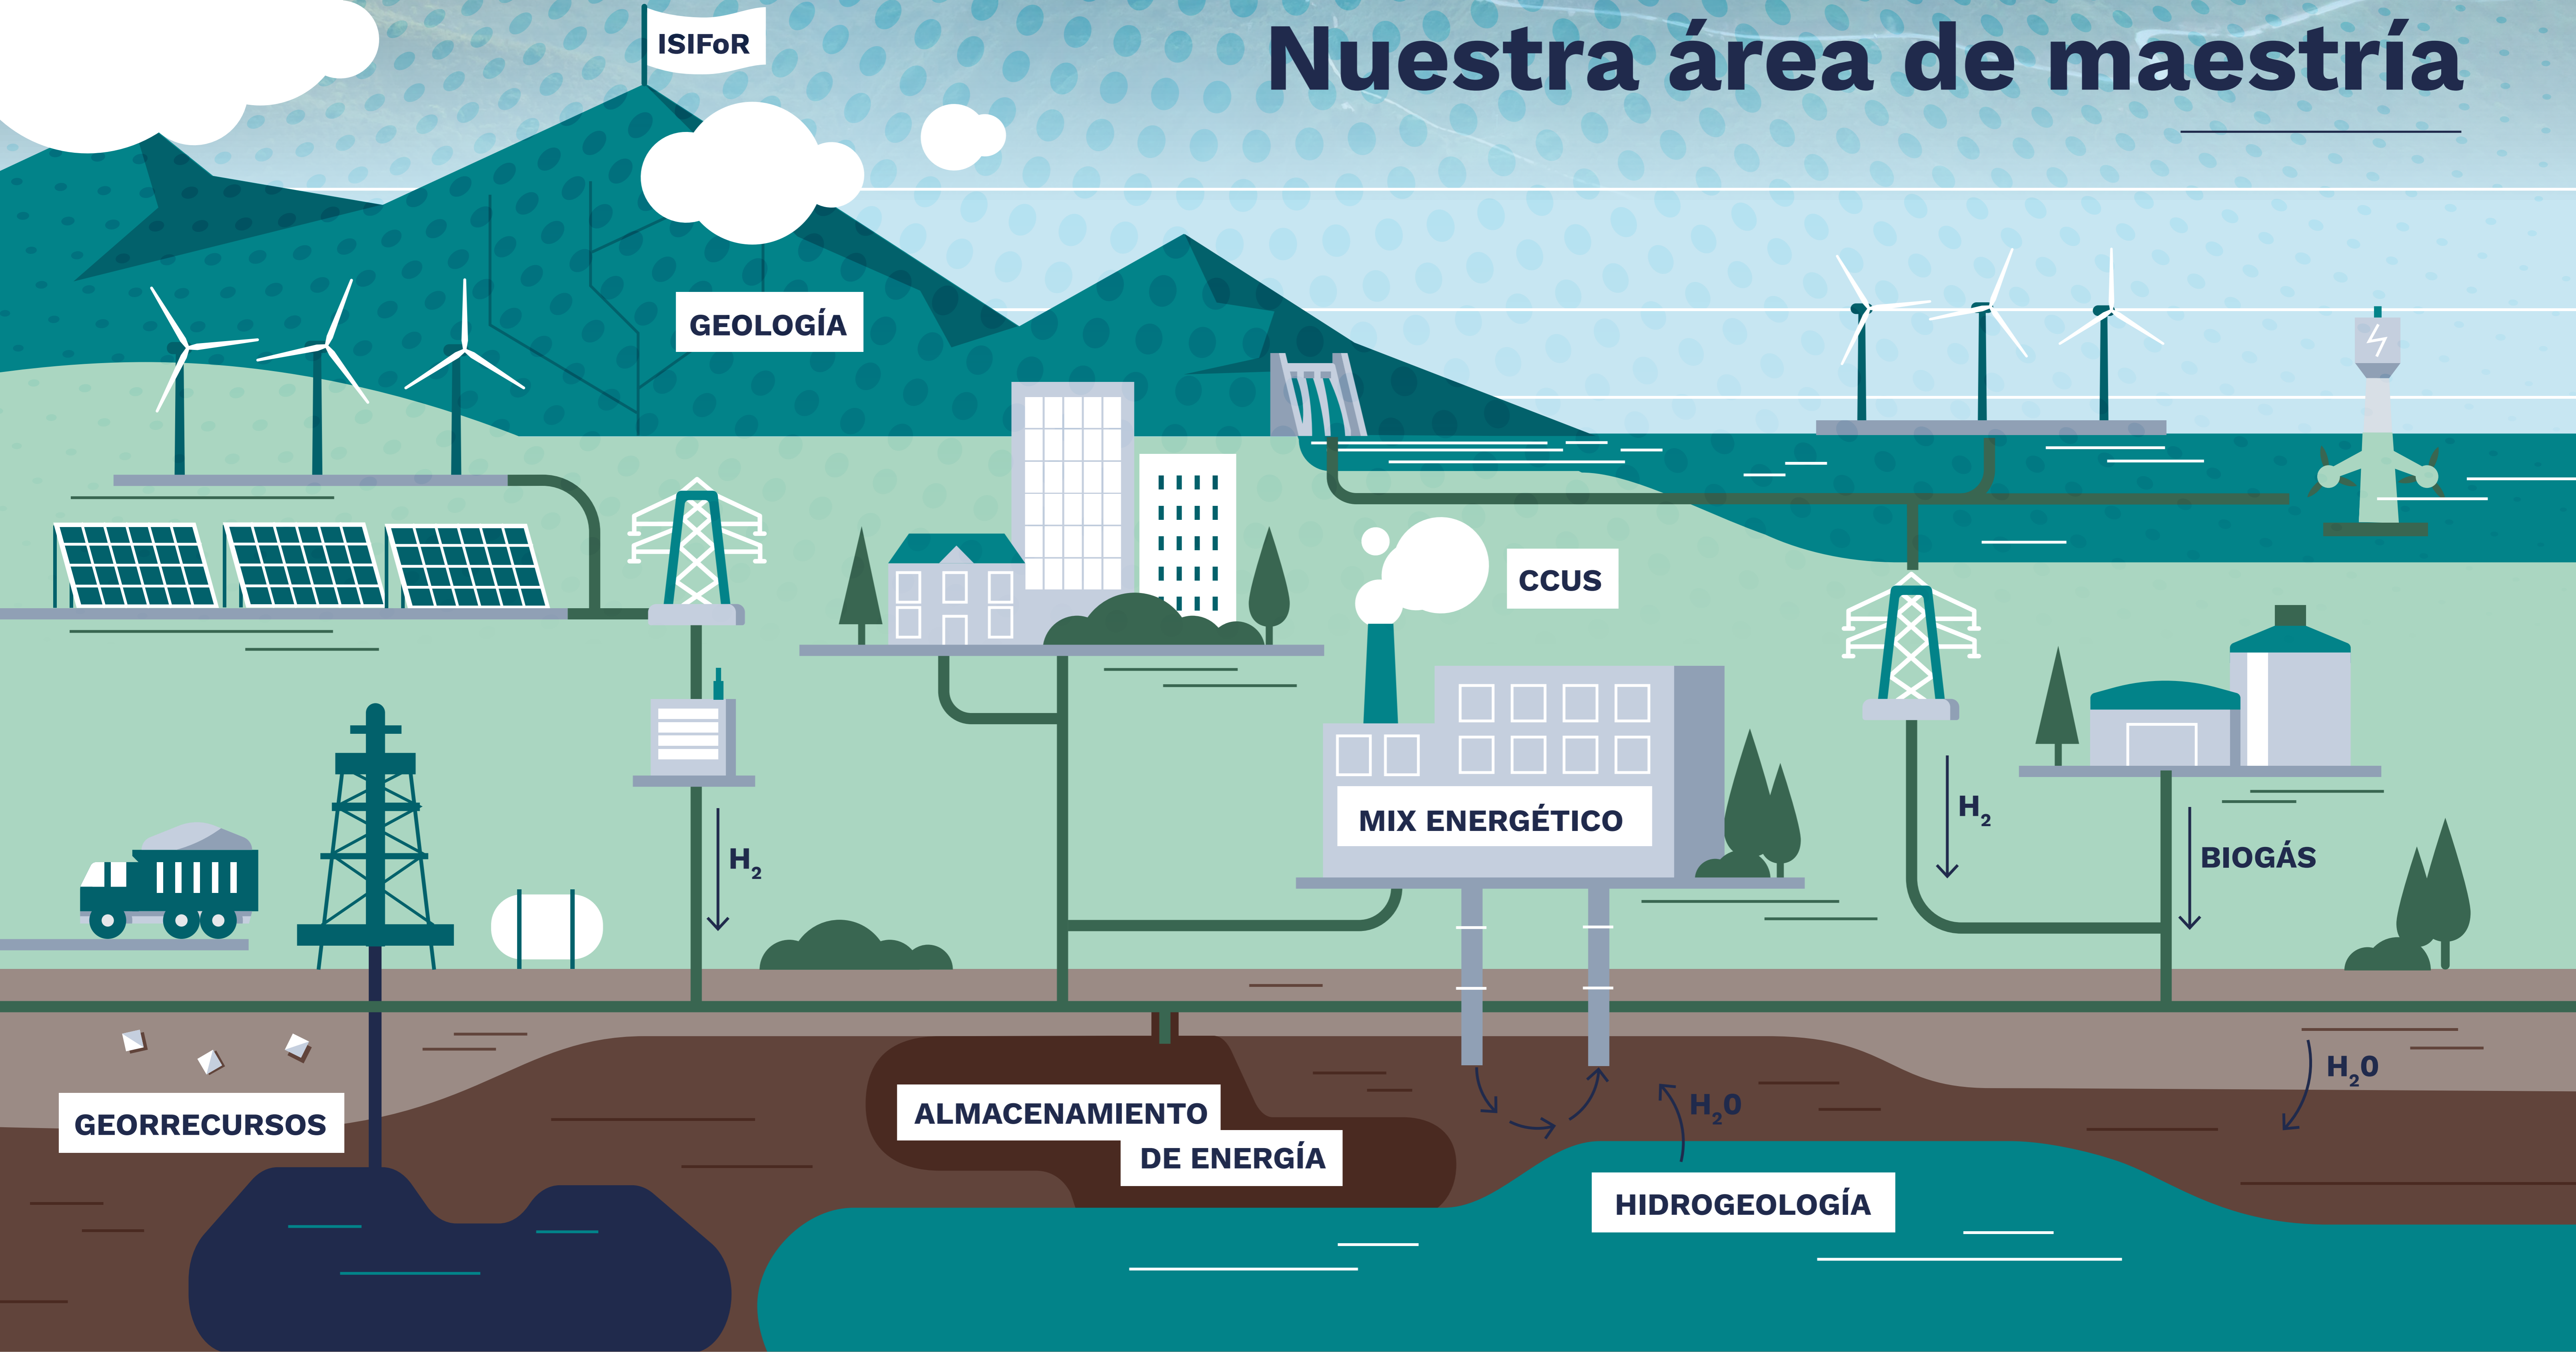 ISIFoR
Nuestra área de maestría
GEOLOGÍA
CCUS
MIX ENERGÉTICO
H2
H2
BIOGÁS
GEORRECURSOS
ALMACENAMIENTO
DE ENERGÍA
H20
H20
HIDROGEOLOGÍA